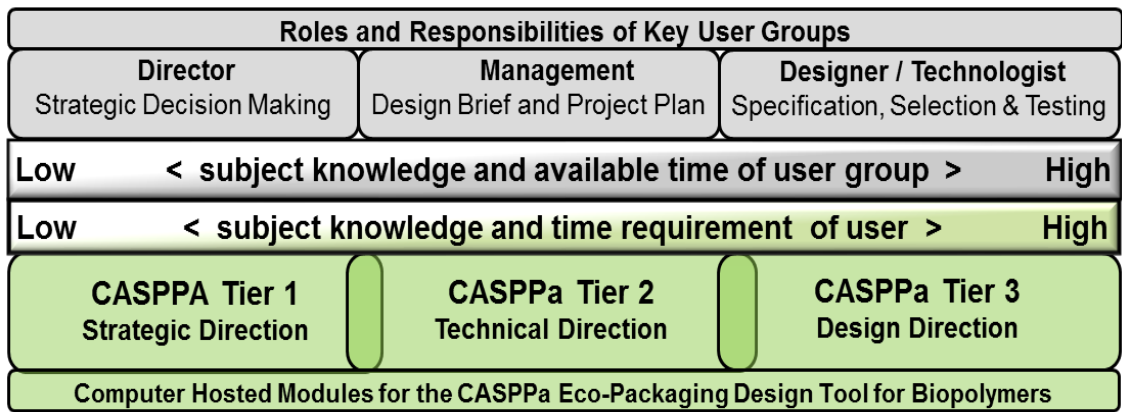 Roles and Responsibilities of Key User Groups
Director
Strategic Decision Making
Management
Design Brief and Project Plan
Designer / Technologist
Specification, Selection & Testing
Low < subject knowledge and available time of user group > High
Low < subject knowledge and time requirement of user > High
CASPPA Tier 1
Strategic Direction
CASPPa Tier 2
Technical Direction
CASPPa Tier 3
Design Direction
Computer Hosted Modules for the CASPPa Eco-Packaging Design Tool for Biopolymers